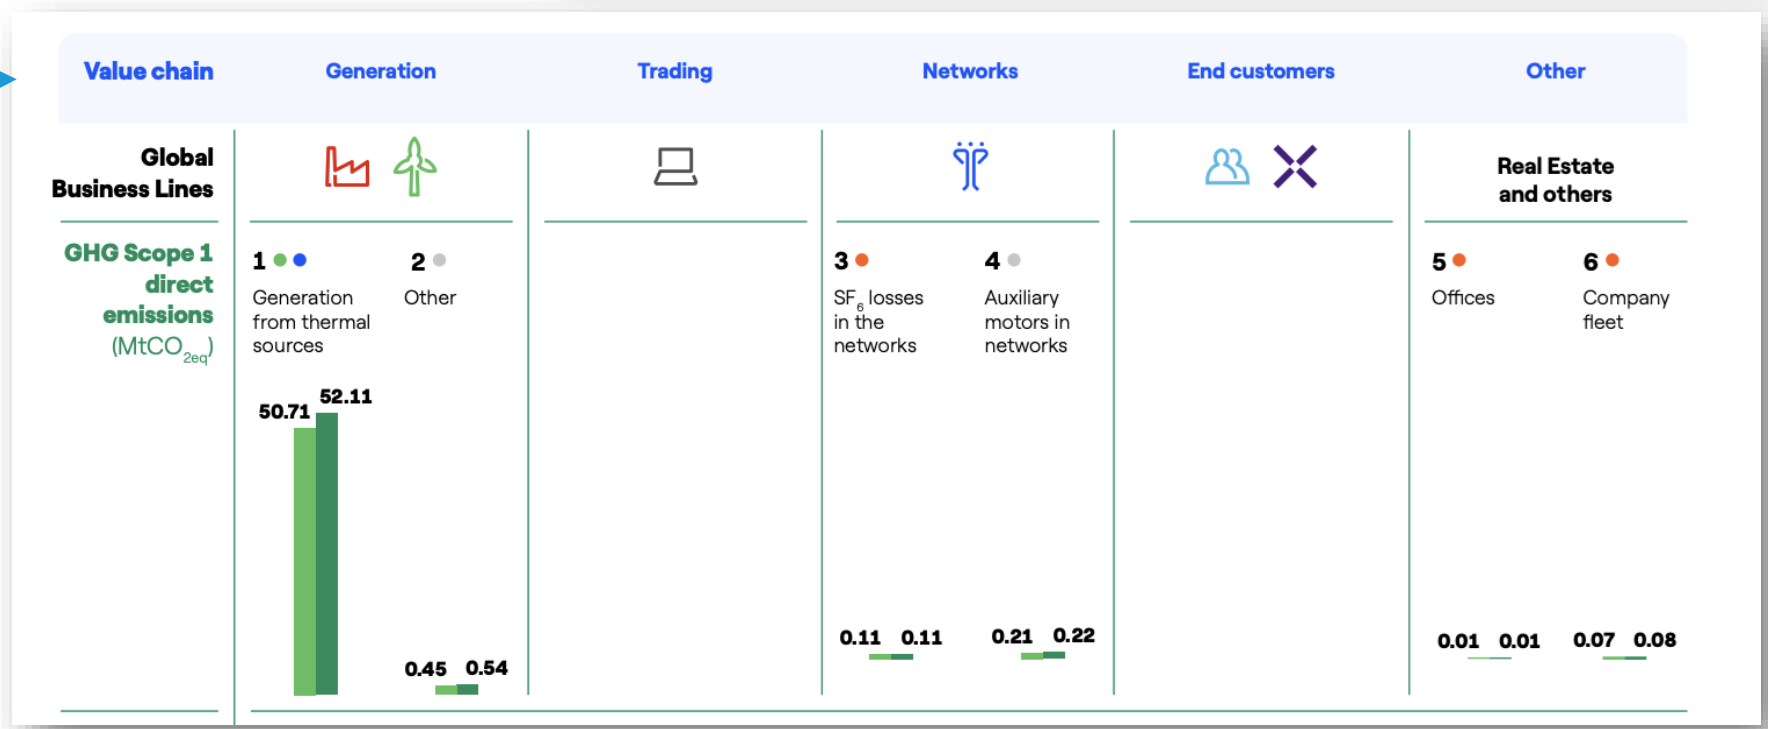 Value chain
Generation
Trading
Networks
End customers
Other
Global
Business Lines
Real Estate
and others
GHG Scope 1
direct
emissions
(MtCO2eq)
1
Generation
from thermal
sources
50.71
52.11
2
Other
0.45
0.54
3
SF6 losses
in the
networks
0.11
0.11
4
Auxiliary
motors in
networks
0.21
0.22
5
Offices
0.01
0.01
6
Company
fleet
0.07
0.08